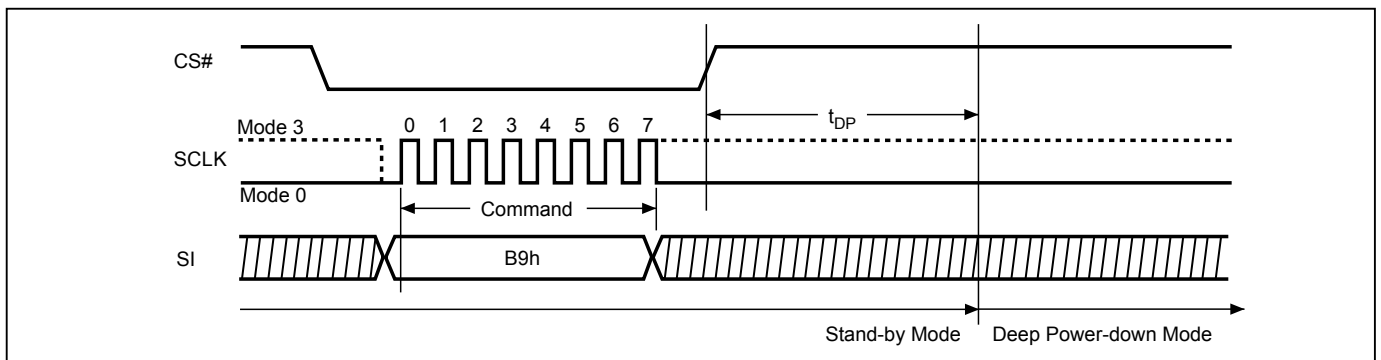 CS#
t_DP
Mode 3
0 1 2 3 4 5 6 7
SCLK
Mode 0
Command
SI
B9h
Stand-by Mode
Deep Power-down Mode